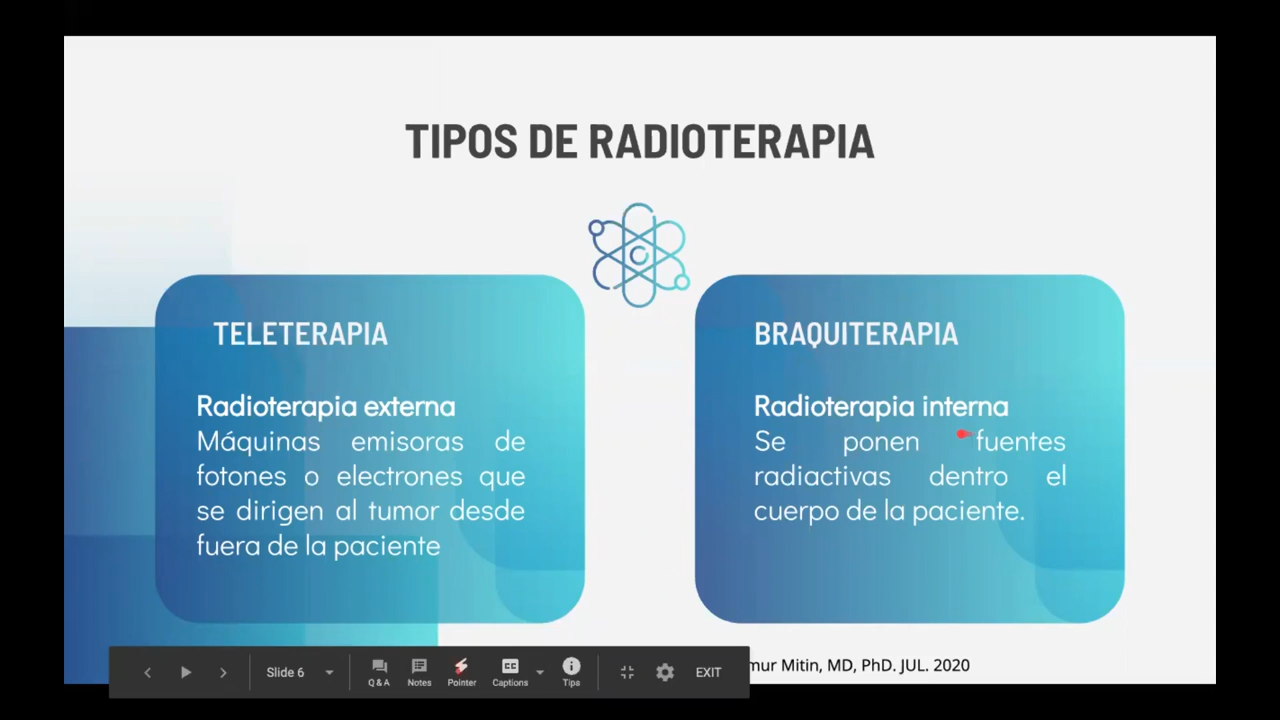 TIPOS DE RADIOTERAPIA
TELETERAPIA
Radioterapia externa
Máquinas emisoras de
fotones o electrones que
se dirigen al tumor desde
fuera de la paciente
BRAQUITERAPIA
Radioterapia interna
Se ponen fuentes
radiactivas dentro el
cuerpo de la paciente.
Mitin, MD, PhD. JUL. 2020
Slide 6
Q & A
Notes
Pointer
CC
Captions
Tips
EXIT